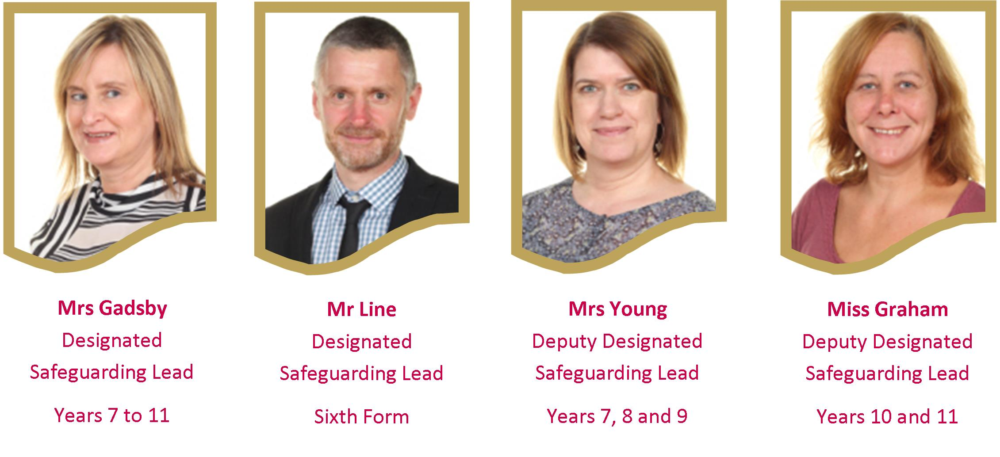 Mrs Gadsby
Designated
Safeguarding Lead
Years 7 to 11
Mr Line
Designated
Safeguarding Lead
Sixth Form
Mrs Young
Deputy Designated
Safeguarding Lead
Years 7, 8 and 9
Miss Graham
Deputy Designated
Safeguarding Lead
Years 10 and 11